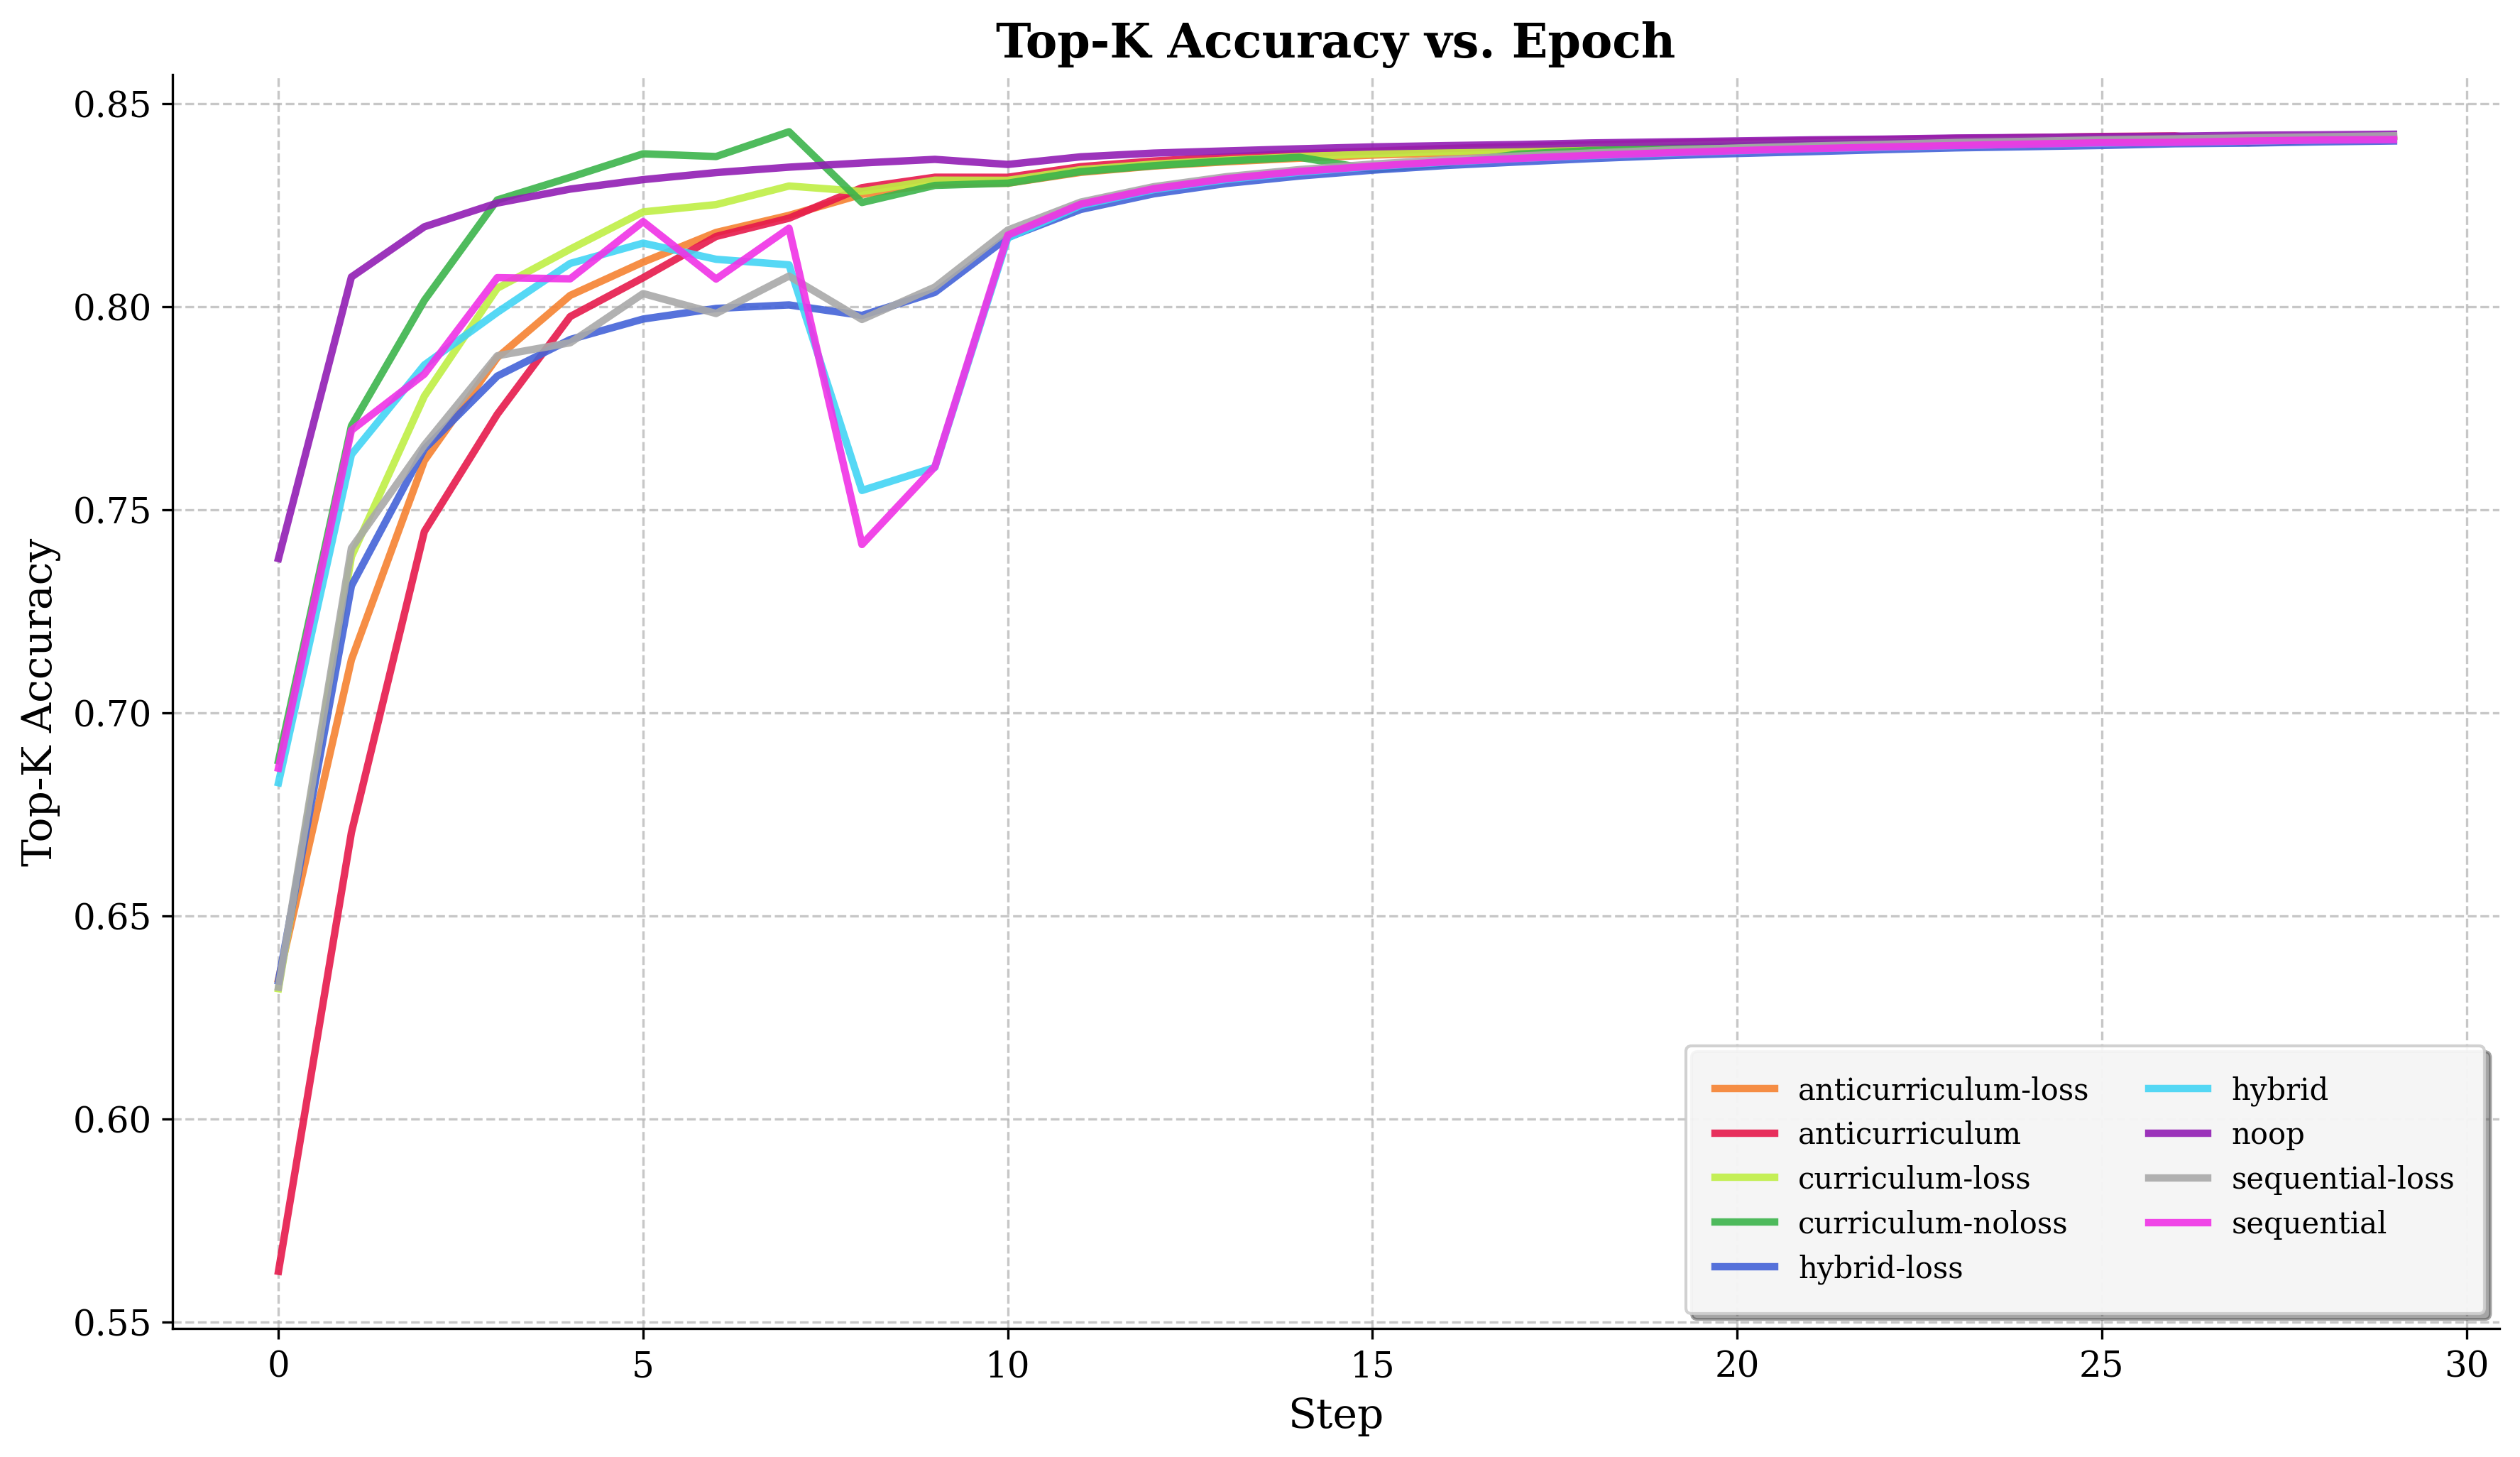 Top-K Accuracy vs. Epoch
Top-K Accuracy
0.85
0.80
0.75
0.70
0.65
0.60
0.55
0
5
10
15
20
25
30
Step
anticurriculum-loss
anticurriculum
curriculum-loss
curriculum-noloss
hybrid-loss
hybrid
noop
sequential-loss
sequential